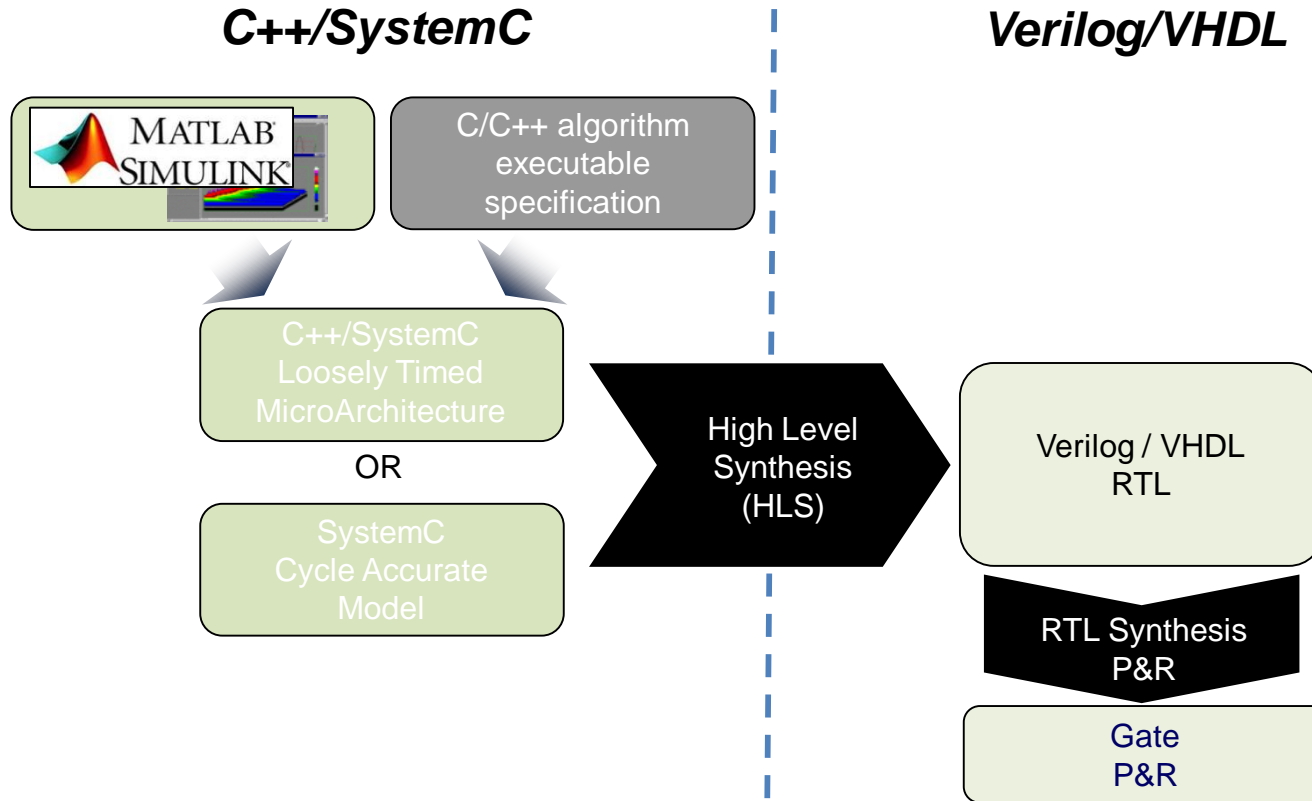 C++/SystemC
Verilog/VHDL
MATLAB®
SIMULINK®
C/C++ algorithm
executable
specification
C++/SystemC
Loosely Timed
MicroArchitecture
OR
SystemC
Cycle Accurate
Model
High Level
Synthesis
(HLS)
Verilog / VHDL
RTL
RTL Synthesis
P&R
Gate
P&R